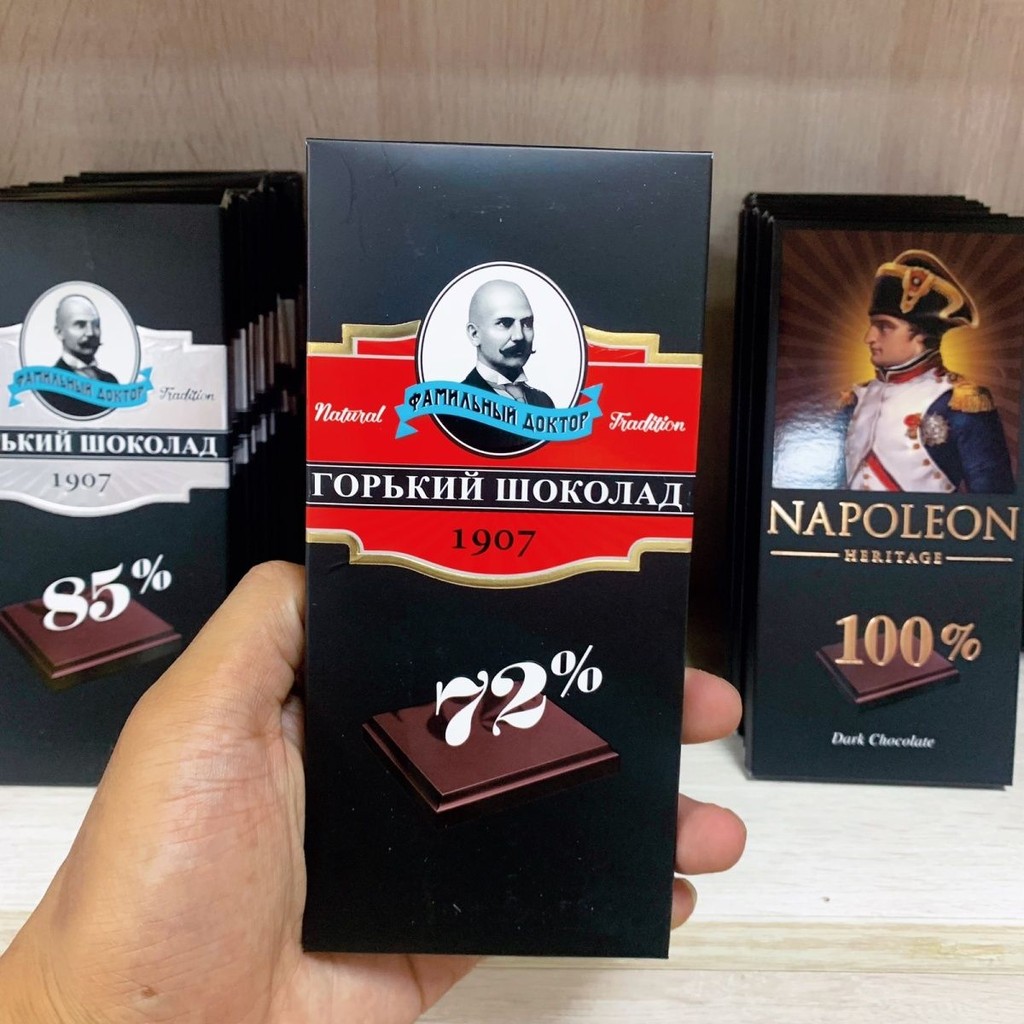 ФАМИЛЬНЫЙ ДОКТОР
Tradition
ЬКИЙ ШОКОЛАД
1907
85%
Natural
ФАМИЛЬНЫЙ ДОКТОР
Tradition
ГОРЬКИЙ ШОКОЛАД
1907
72%
NAPOLEON
HERITAGE
100%
Dark Chocolate